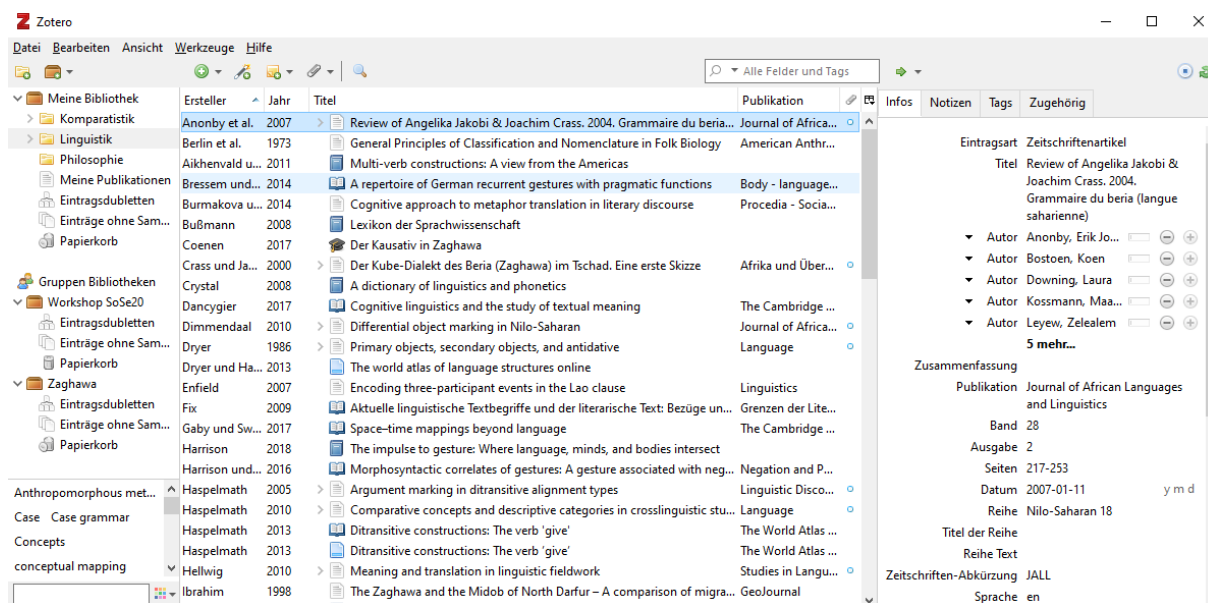 Zotero
Datei Bearbeiten Ansicht Werkzeuge Hilfe
Alle Felder und Tags
Meine Bibliothek
Komparatistik
Linguistik
Philosophie
Meine Publikationen
Eintragsdubletten
Einträge ohne Sam...
Papierkorb
Gruppen Bibliotheken
Workshop SoSe20
Eintragsdubletten
Einträge ohne Sam...
Papierkorb
Zaghawa
Eintragsdubletten
Einträge ohne Sam...
Papierkorb
Anthropomorphous met...
Case Case grammar
Concepts
conceptual mapping
Ersteller Jahr Titel Publikation
Anonby et al. 2007 Review of Angelika Jakobi & Joachim Crass. 2004. Grammaire du beria... Journal of Africa...
Berlin et al. 1973 General Principles of Classification and Nomenclature in Folk Biology American Anthr...
Aikhenvald u... 2011 Multi-verb constructions: A view from the Americas
Bressem und... 2014 A repertoire of German recurrent gestures with pragmatic functions Body - language...
Burmakova u... 2014 Cognitive approach to metaphor translation in literary discourse Procedia - Socia...
Bußmann 2008 Lexikon der Sprachwissenschaft
Coenen 2017 Der Kausativ in Zaghawa
Crass und Ja... 2000 Der Kube-Dialekt des Beria (Zaghawa) im Tschad. Eine erste Skizze Afrika und Über...
Crystal 2008 A dictionary of linguistics and phonetics
Dancygier 2017 Cognitive linguistics and the study of textual meaning The Cambridge ...
Dimmendaal 2010 Differential object marking in Nilo-Saharan Journal of Africa...
Dryer 1986 Primary objects, secondary objects, and antidative Language
Dryer und Ha... 2013 The world atlas of language structures online
Enfield 2007 Encoding three-participant events in the Lao clause Linguistics
Fix 2009 Aktuelle linguistische Textbegriffe und der literarische Text: Bezüge un... Grenzen der Lite...
Gaby und Sw... 2017 Space–time mappings beyond language The Cambridge ...
Harrison 2018 The impulse to gesture: Where language, minds, and bodies intersect
Harrison und... 2016 Morphosyntactic correlates of gestures: A gesture associated with neg... Negation and P...
Haspelmath 2005 Argument marking in ditransitive alignment types Linguistic Disco...
Haspelmath 2010 Comparative concepts and descriptive categories in crosslinguistic stu... Language
Haspelmath 2013 Ditransitive constructions: The verb 'give' The World Atlas ...
Haspelmath 2013 Ditransitive constructions: The verb 'give' The World Atlas ...
Hellwig 2010 Meaning and translation in linguistic fieldwork Studies in Langu...
Ibrahim 1998 The Zaghawa and the Midob of North Darfur – A comparison of migra... GeoJournal
Infos Notizen Tags Zugehörig
Eintragsart Zeitschriftenartikel
Titel Review of Angelika Jakobi &
Joachim Crass. 2004.
Grammaire du beria (langue
saharienne)
Autor Anonby, Erik Jo...
Autor Bostoen, Koen
Autor Downing, Laura
Autor Kossmann, Maa...
Autor Leyew, Zelealem
5 mehr...
Zusammenfassung
Publikation Journal of African Languages
and Linguistics
Band 28
Ausgabe 2
Seiten 217-253
Datum 2007-01-11 y m d
Reihe Nilo-Saharan 18
Titel der Reihe
Reihe Text
Zeitschriften-Abkürzung JALL
Sprache en